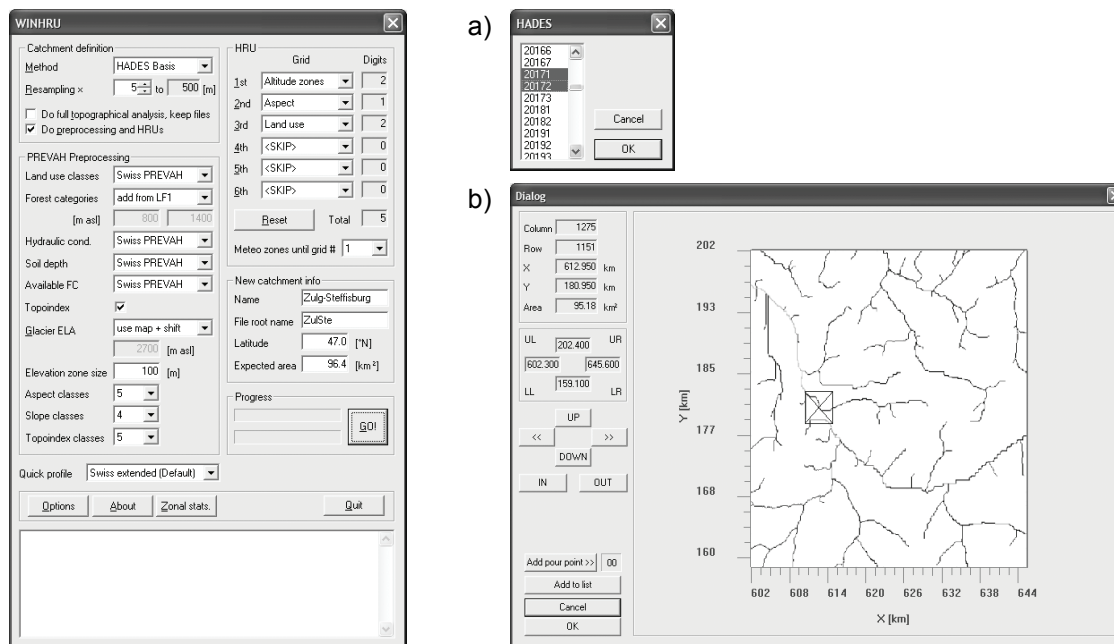 WINHRU
Catchment definition
Method HADES Basis
Resampling × 5 to 500 [m]
Do full topographical analysis, keep files
Do preprocessing and HRUs
PREVAH Preprocessing
Land use classes Swiss PREVAH
Forest categories add from LF1
[m asl] 800 1400
Hydraulic cond. Swiss PREVAH
Soil depth Swiss PREVAH
Available FC Swiss PREVAH
Topoindex
Glacier ELA use map + shift
2700 [m asl]
Elevation zone size 100 [m]
Aspect classes 5
Slope classes 4
Topoindex classes 5
Quick profile Swiss extended (Default)
Options About Zonal stats. Quit
HRU
Grid Digits
1st Altitude zones 2
2nd Aspect 1
3rd Land use 2
4th <SKIP> 0
5th <SKIP> 0
6th <SKIP> 0
Reset Total 5
Meteo zones until grid # 1
New catchment info
Name Zulg-Steffisburg
File root name ZulSte
Latitude 47.0 [°N]
Expected area 96.4 [km²]
Progress
GO!
a)
HADES
20166
20167
20171
20172
20173
20181
20182
20191
20192
20193
Cancel
OK
b)
Dialog
Column 1275
Row 1151
X 612.950 km
Y 180.950 km
Area 95.18 km²
UL 202.400 UR
602.300 645.600
LL 159.100 LR
UP
<< >>
DOWN
IN OUT
Add pour point >> 00
Add to list
Cancel
OK
202
193
185
177
168
160
Y [km]
602 608 614 620 626 632 638 644
X [km]